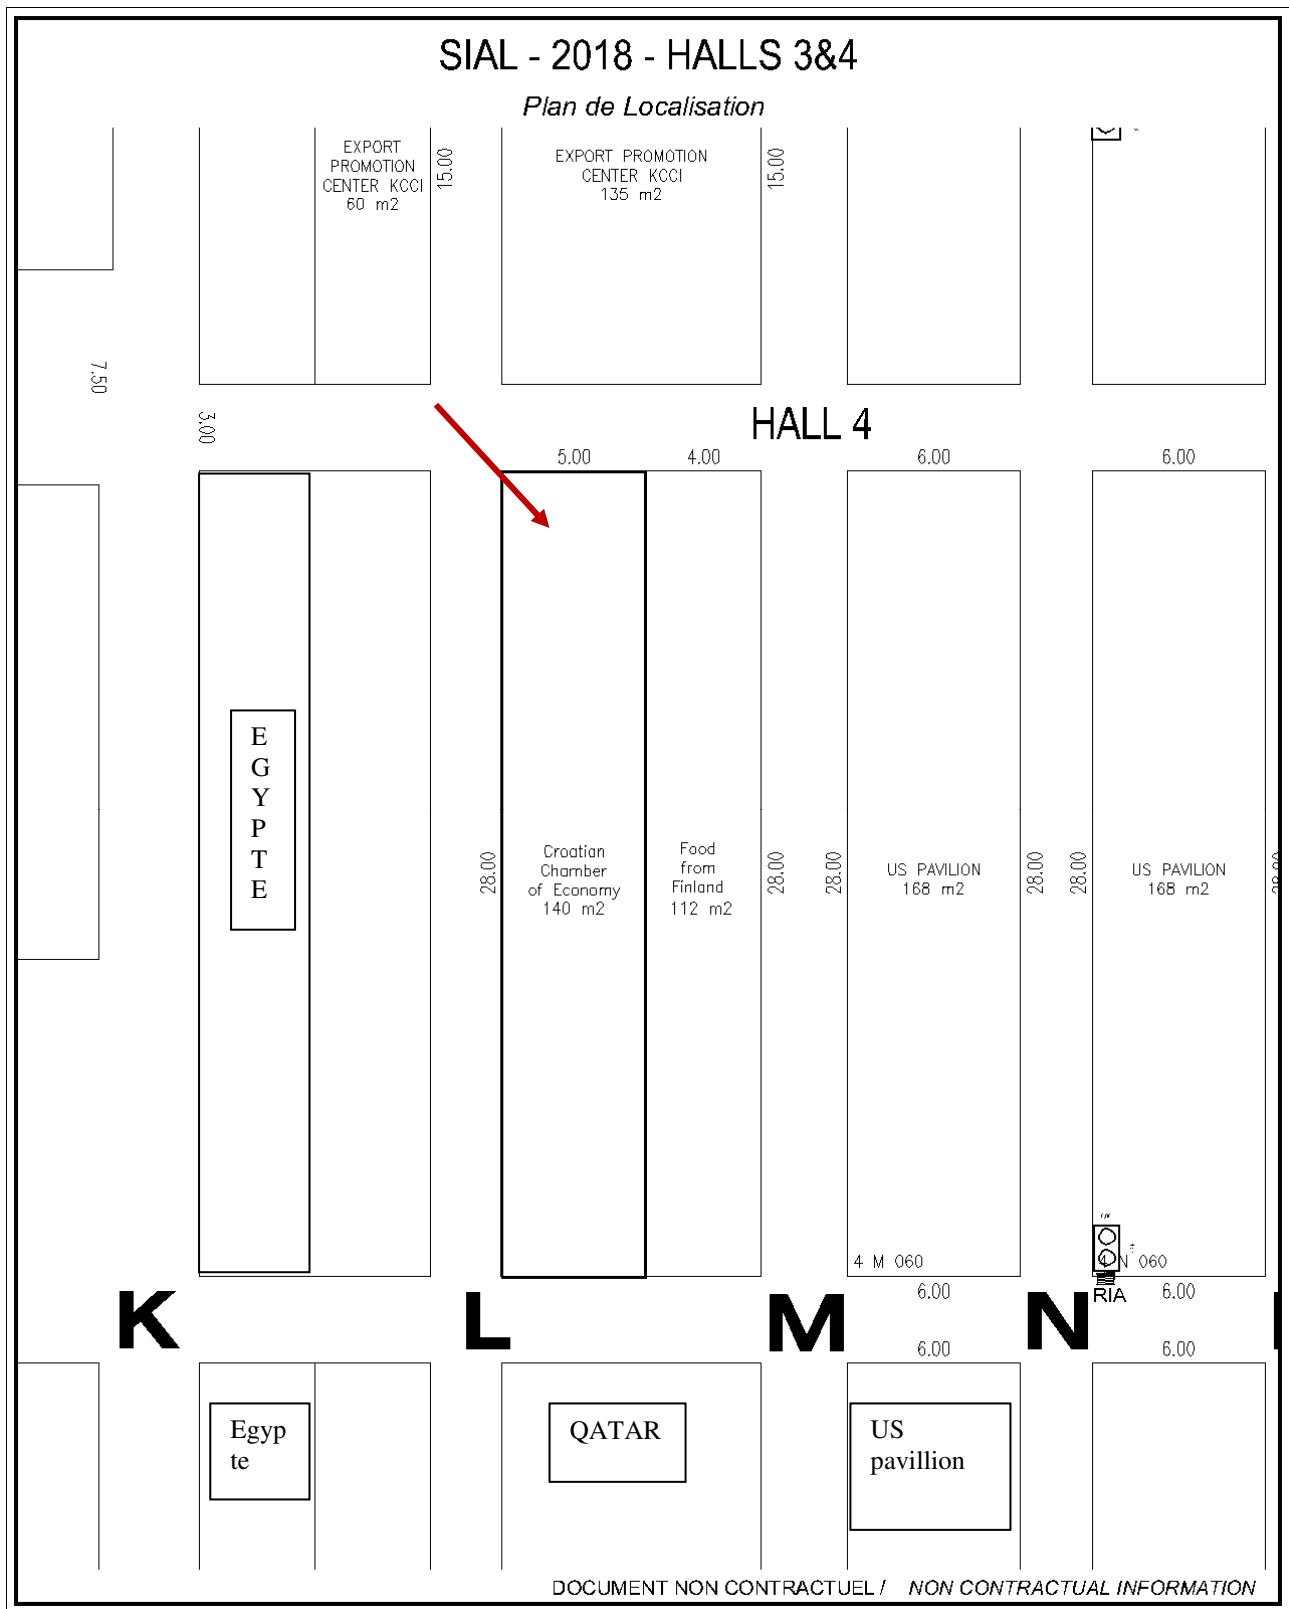 SIAL - 2018 - HALLS 3&4
Plan de Localisation
EXPORT
PROMOTION
CENTER KCCI
60 m2
15.00
EXPORT PROMOTION
CENTER KCCI
135 m2
15.00
7.50
3.00
HALL 4
5.00
4.00
6.00
6.00
E
G
Y
P
T
E
28.00
Croatian
Chamber
of Economy
140 m2
Food
from
Finland
112 m2
28.00
28.00
US PAVILION
168 m2
28.00
28.00
US PAVILION
168 m2
28.00
4 M 060
4 N 060
RIA
6.00
6.00
K
L
M
N
6.00
6.00
Egyp
te
QATAR
US
pavillion
DOCUMENT NON CONTRACTUEL / NON CONTRACTUAL INFORMATION